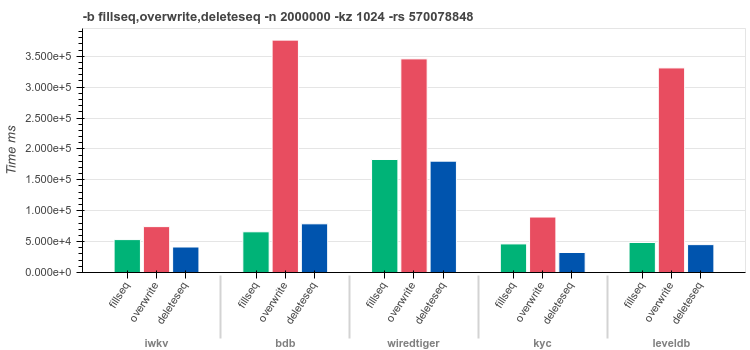 -b fillseq,overwrite,deleteseq -n 2000000 -kz 1024 -rs 570078848
Time ms
3.500e+5
3.000e+5
2.500e+5
2.000e+5
1.500e+5
1.000e+5
5.000e+4
0.000e+0
fillseq
overwrite
deleteseq
fillseq
overwrite
deleteseq
fillseq
overwrite
deleteseq
fillseq
overwrite
deleteseq
fillseq
overwrite
deleteseq
iwkv
bdb
wiredtiger
kyc
leveldb